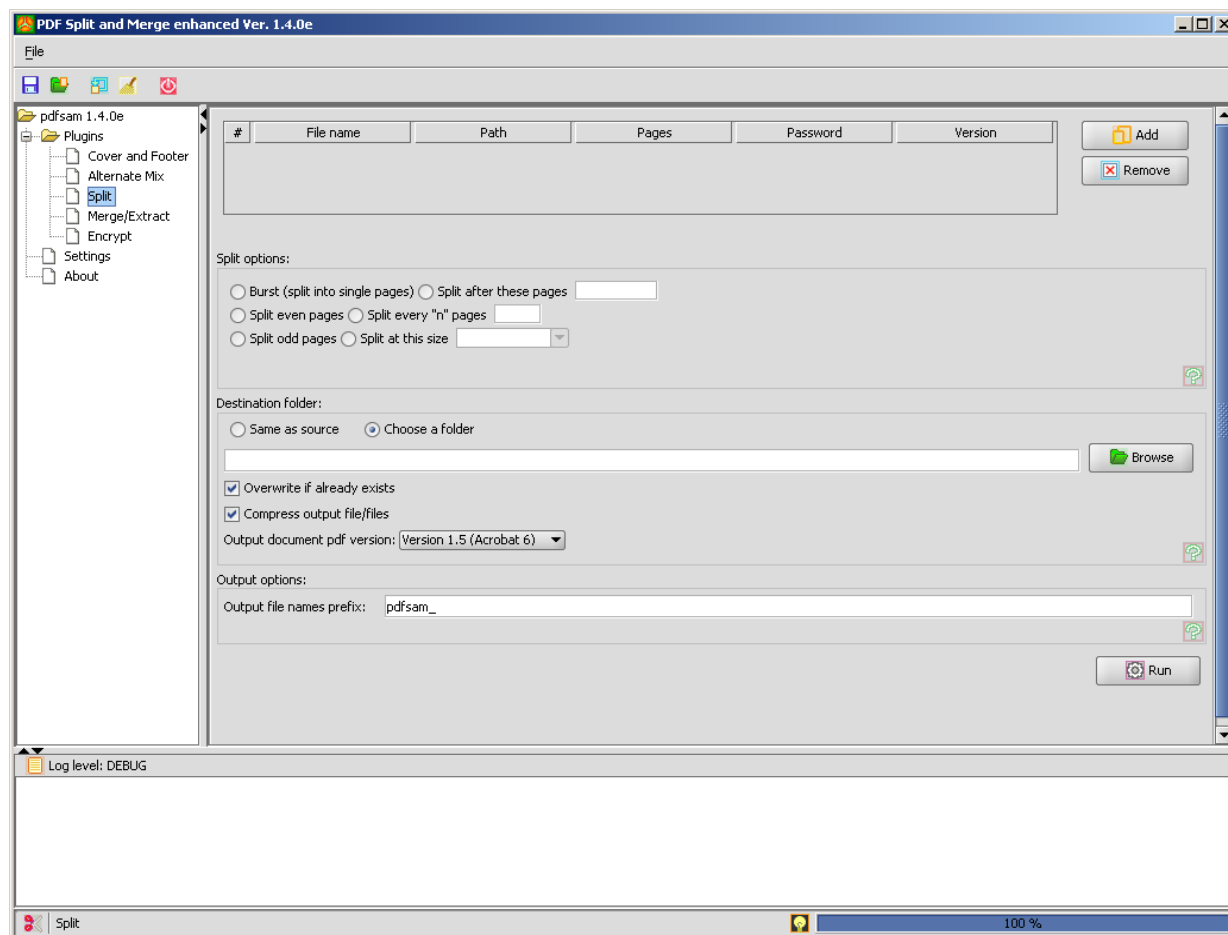 PDF Split and Merge enhanced Ver. 1.4.0e
File
pdfsam 1.4.0e
Plugins
Cover and Footer
Alternate Mix
Split
Merge/Extract
Encrypt
Settings
About
# File name Path Pages Password Version
Add
Remove
Split options:
Burst (split into single pages) Split after these pages
Split even pages Split every "n" pages
Split odd pages Split at this size
Destination folder:
Same as source Choose a folder
Browse
Overwrite if already exists
Compress output file/files
Output document pdf version: Version 1.5 (Acrobat 6)
Output options:
Output file names prefix: pdfsam_
Run
Log level: DEBUG
Split 100 %